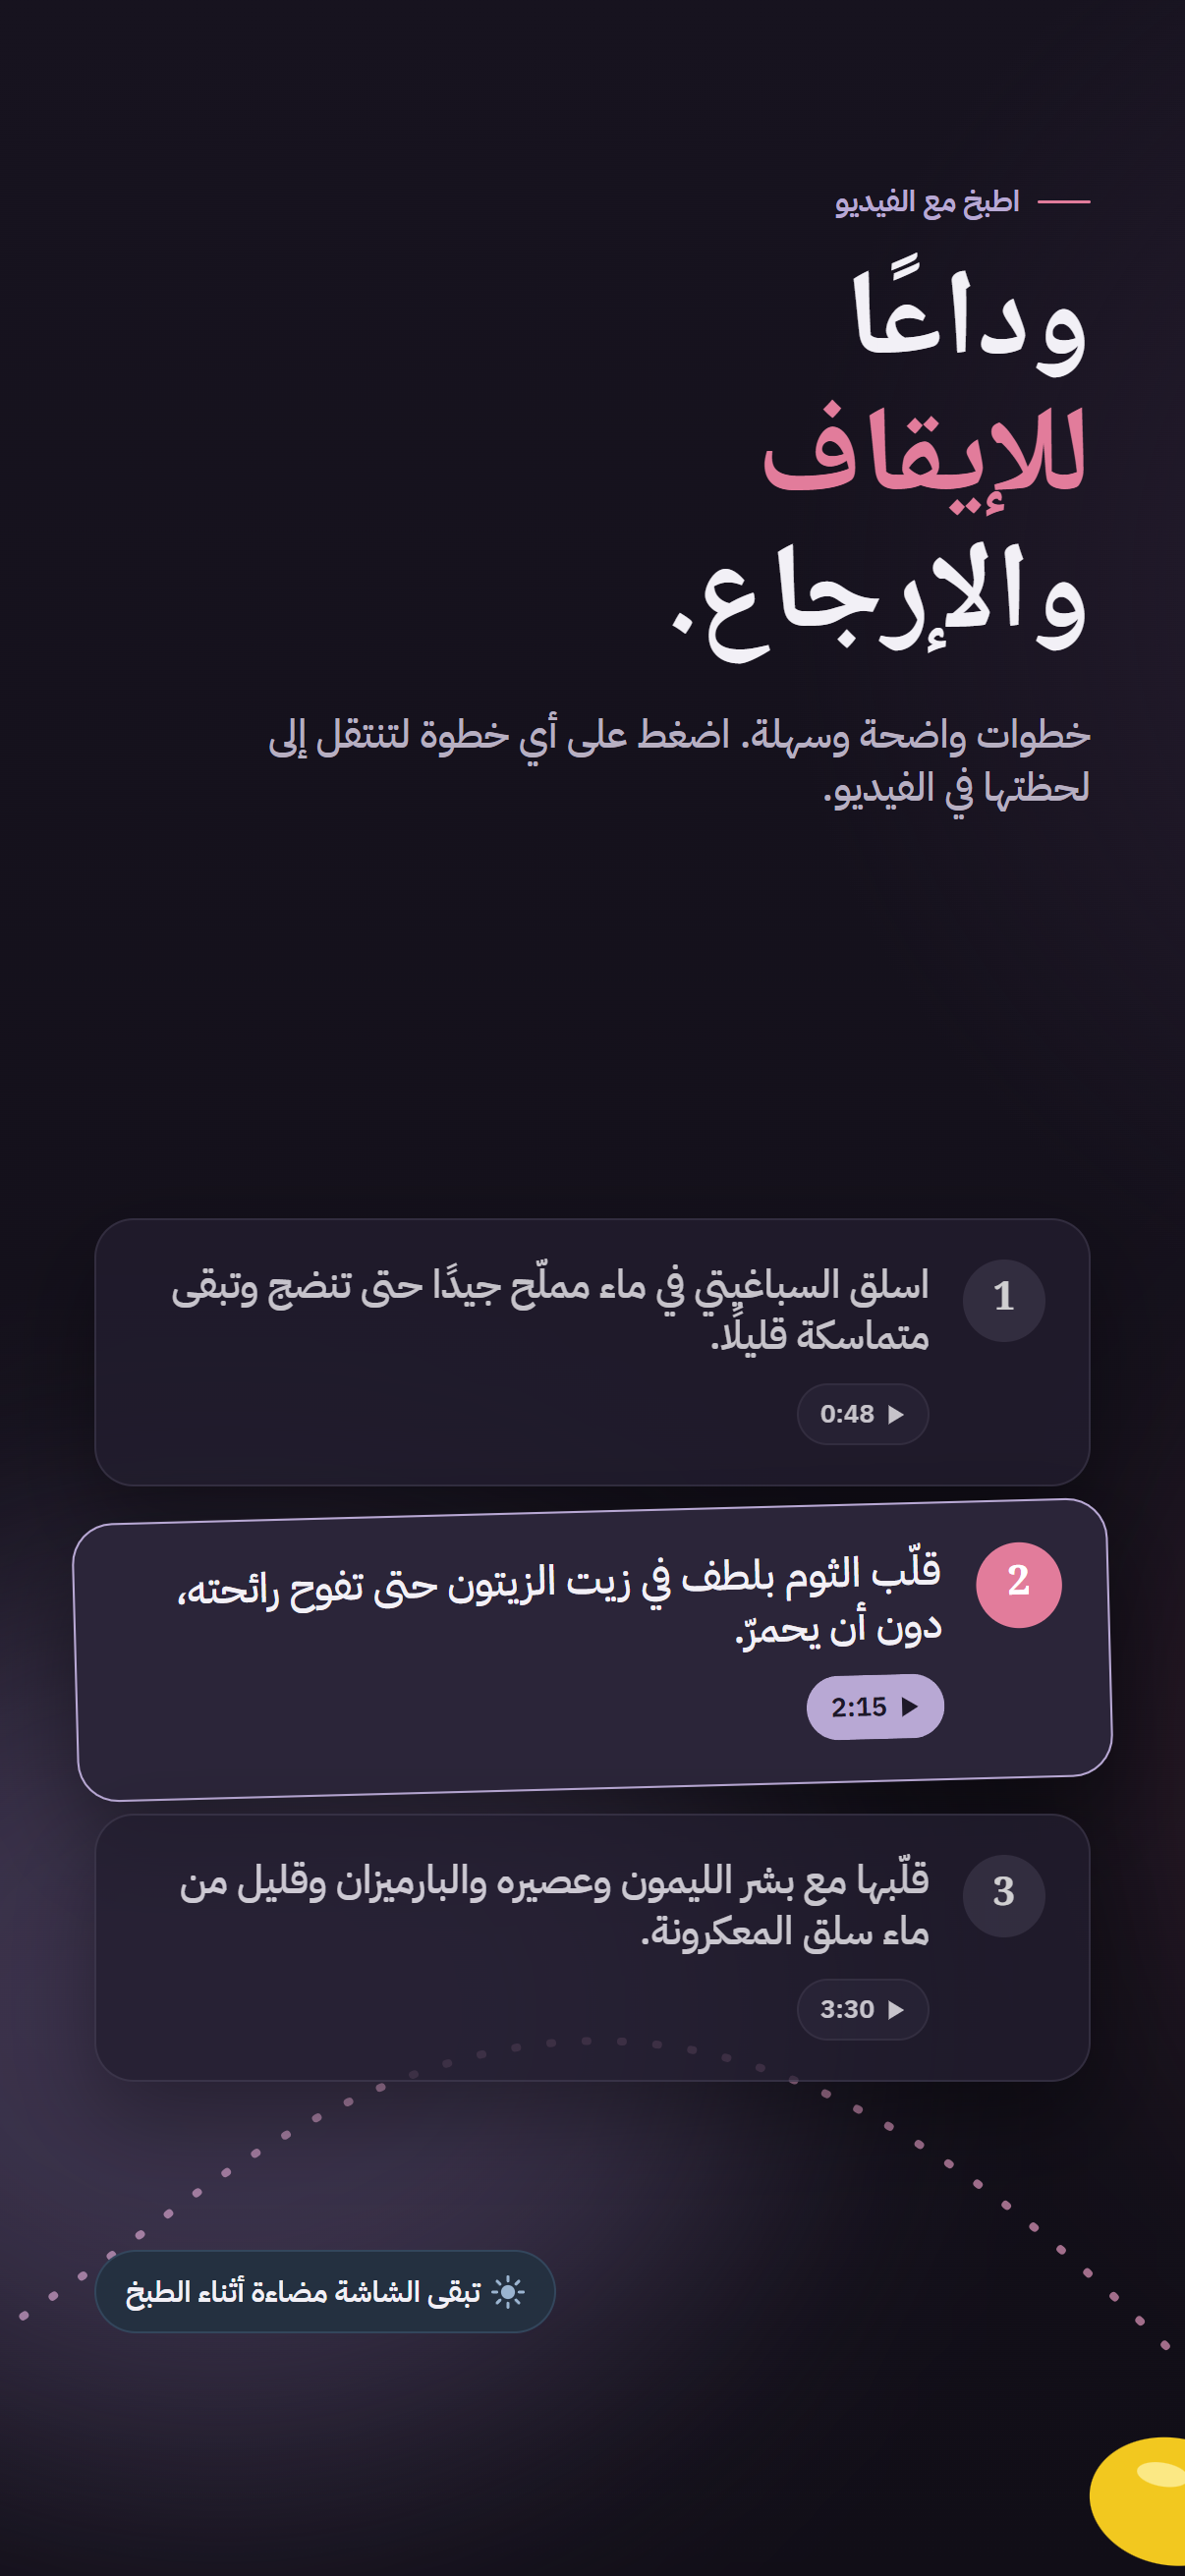 اطبخ مع الفيديو
وداعًا
للإيقاف
والإرجاع.
خطوات واضحة وسهلة. اضغط على أي خطوة لتنتقل إلى
لحظتها في الفيديو.
1
اسلق السباغيتي في ماء مملّح جيدًا حتى تنضج وتبقى
متماسكة قليلًا.
0:48
2
قلّب الثوم بلطف في زيت الزيتون حتى تفوح رائحته،
دون أن يحمرّ.
2:15
3
قلّبها مع بشر الليمون وعصيره والبارميزان وقليل من
ماء سلق المعكرونة.
3:30
تبقى الشاشة مضاءة أثناء الطبخ